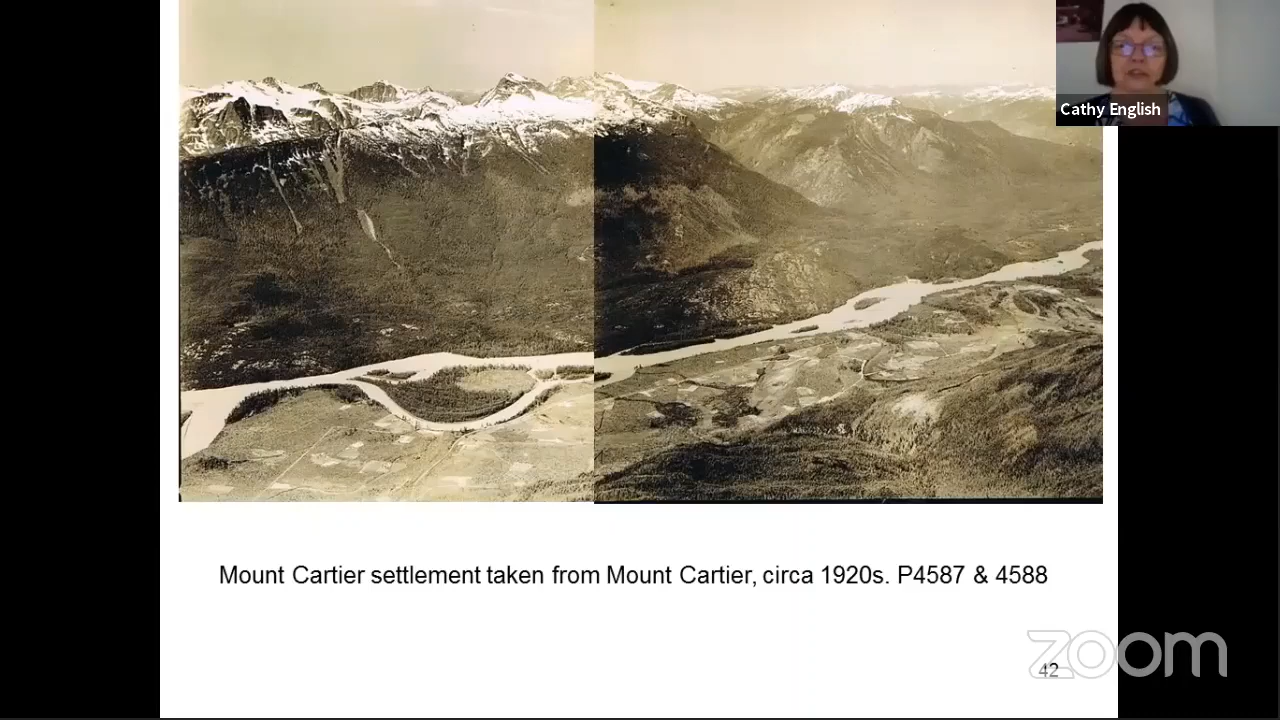 Cathy English
Mount Cartier settlement taken from Mount Cartier, circa 1920s. P4587 & 4588
zoom
42